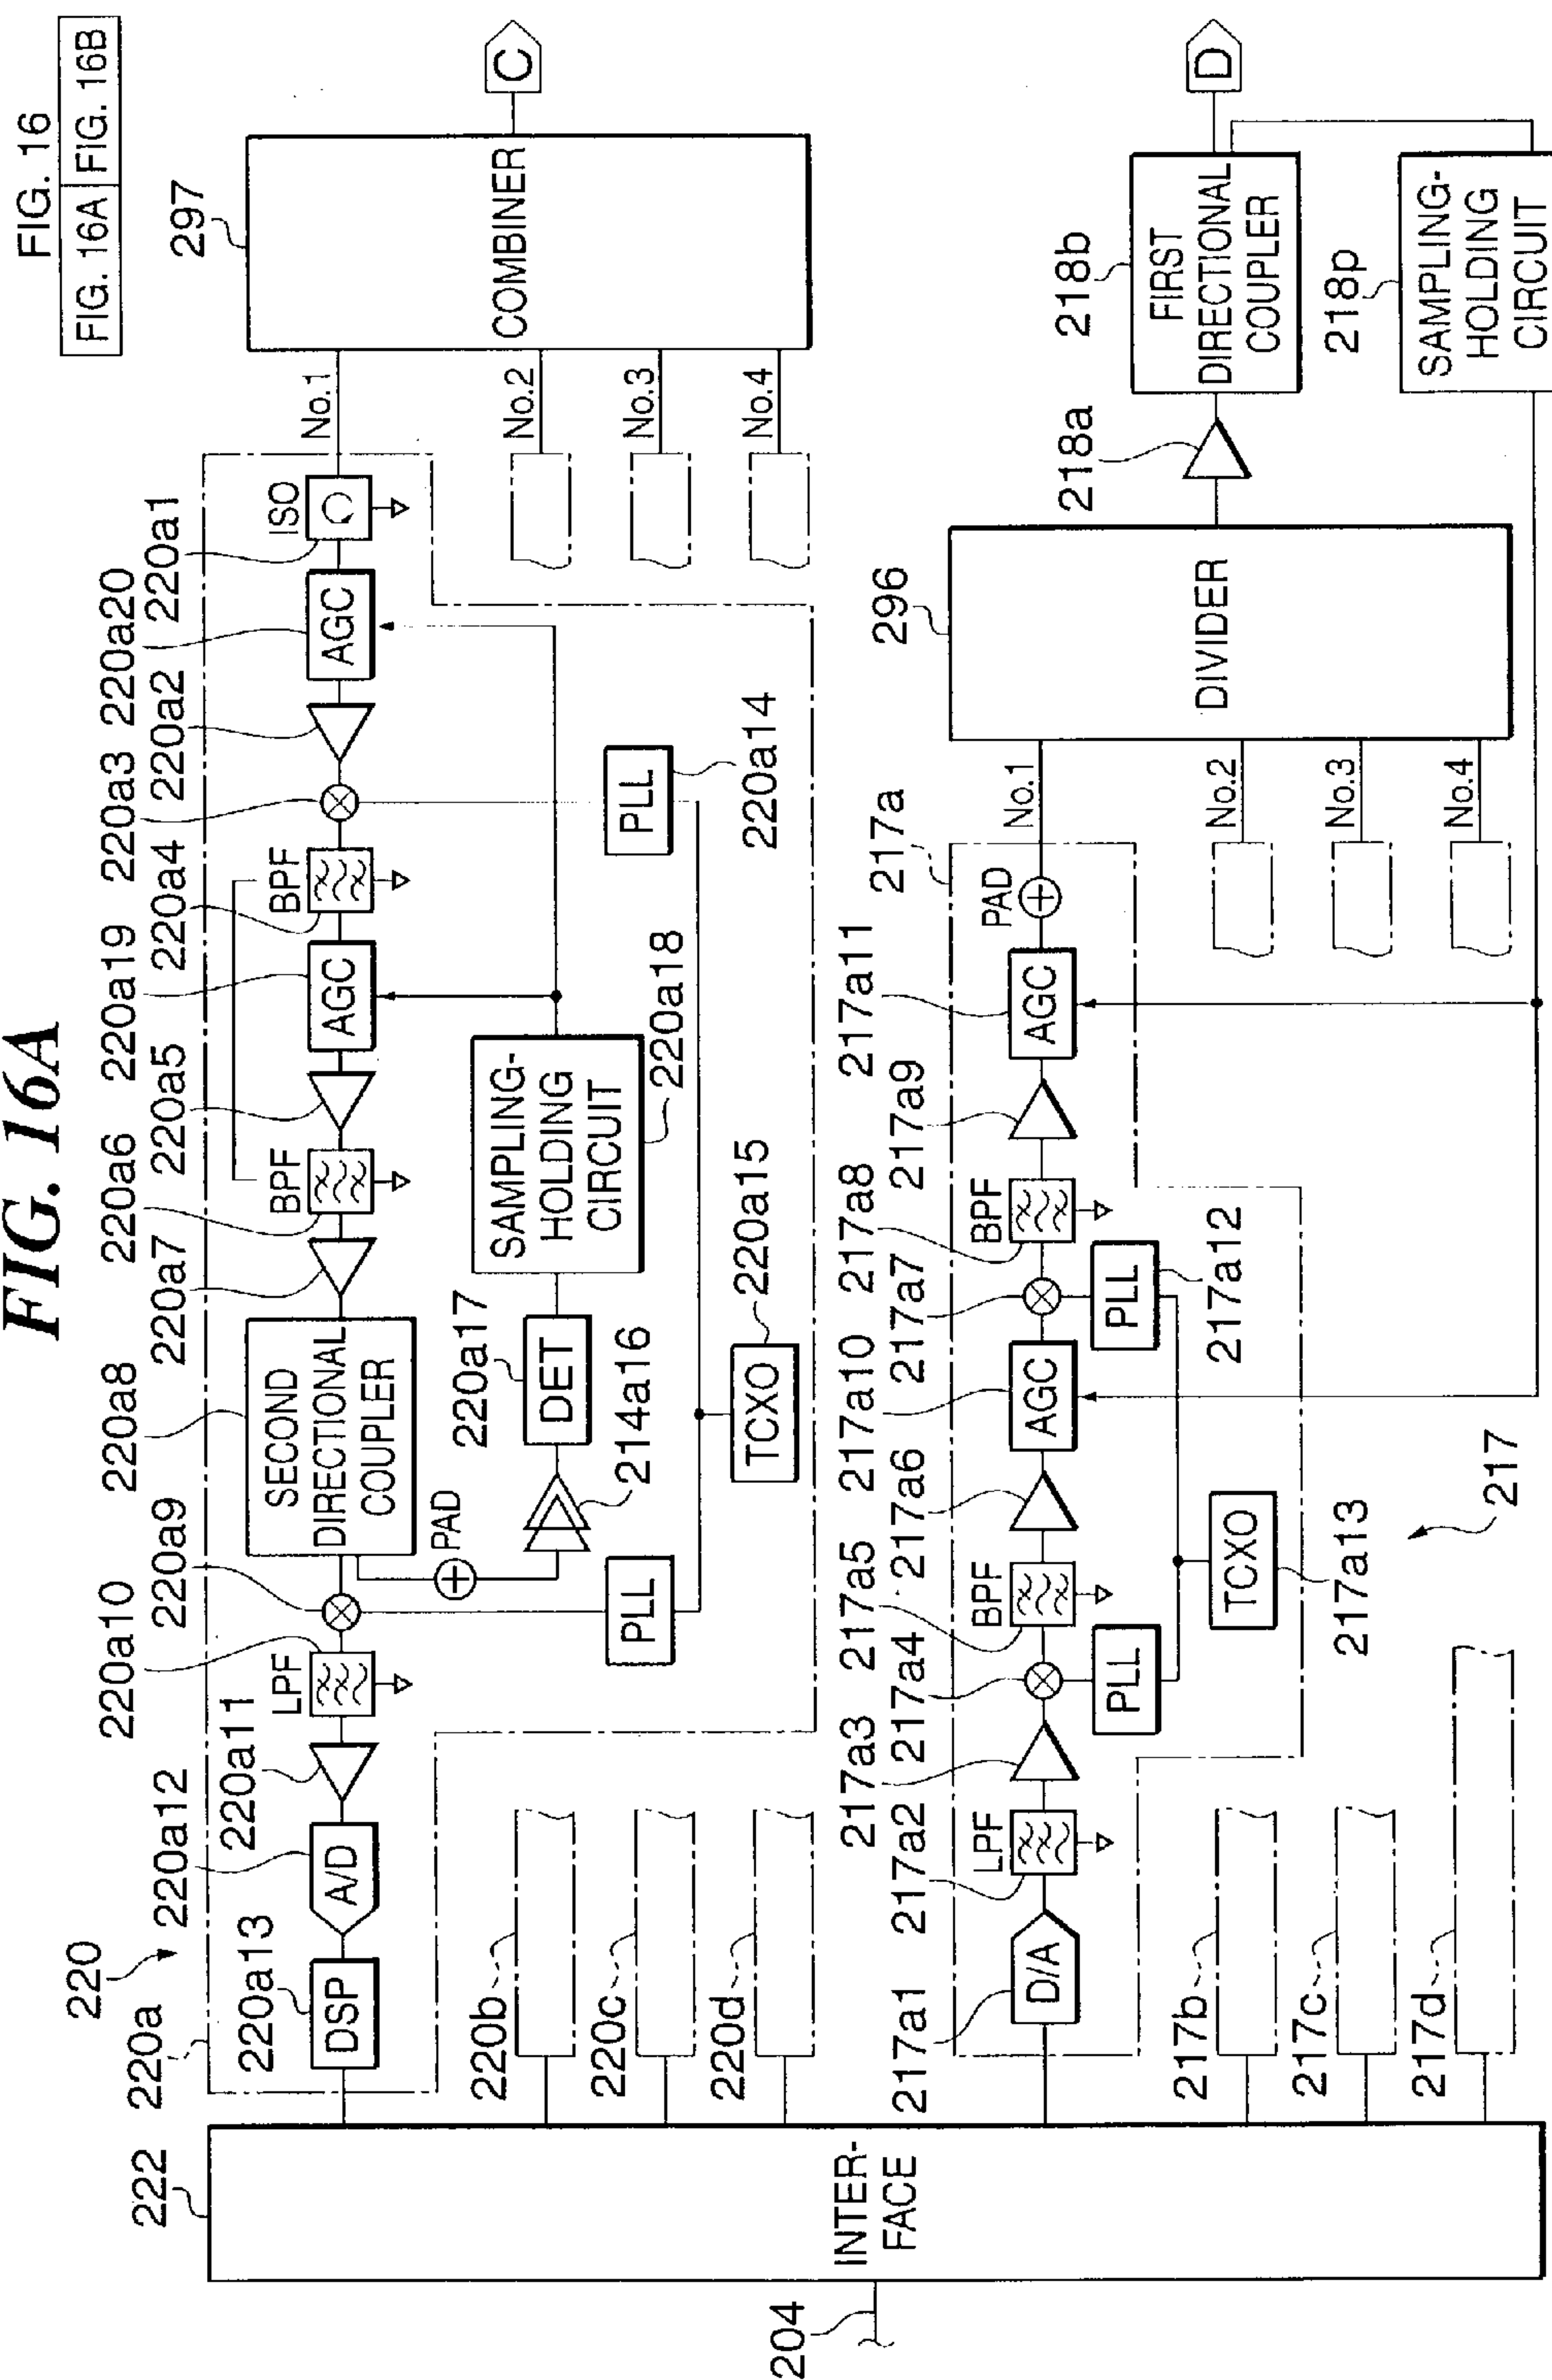 FIG. 16A
FIG. 16
FIG. 16A
FIG. 16B
222
INTER-
FACE
204
220
220a
220a13
DSP
220a12
A/D
220a11
220a10
LPF
220a9
220a8
SECOND
DIRECTIONAL
COUPLER
220a7
220a6
BPF
220a5
220a19
AGC
220a4
BPF
220a3
220a2
220a20
AGC
220a1
ISO
No.1
No.2
No.3
No.4
297
COMBINER
C
PAD
214a16
220a17
DET
SAMPLING-
HOLDING
CIRCUIT
220a18
PLL
PLL
220a14
TCXO
220a15
220b
220c
220d
217a1
D/A
217a2
LPF
217a3
217a4
217a5
BPF
217a6
217a10
AGC
217a7
217a8
BPF
217a9
217a11
AGC
PAD
217a
No.1
No.2
No.3
No.4
PLL
PLL
217a12
TCXO
217a13
217
217b
217c
217d
296
DIVIDER
218a
218b
FIRST
DIRECTIONAL
COUPLER
D
218p
SAMPLING-
HOLDING
CIRCUIT